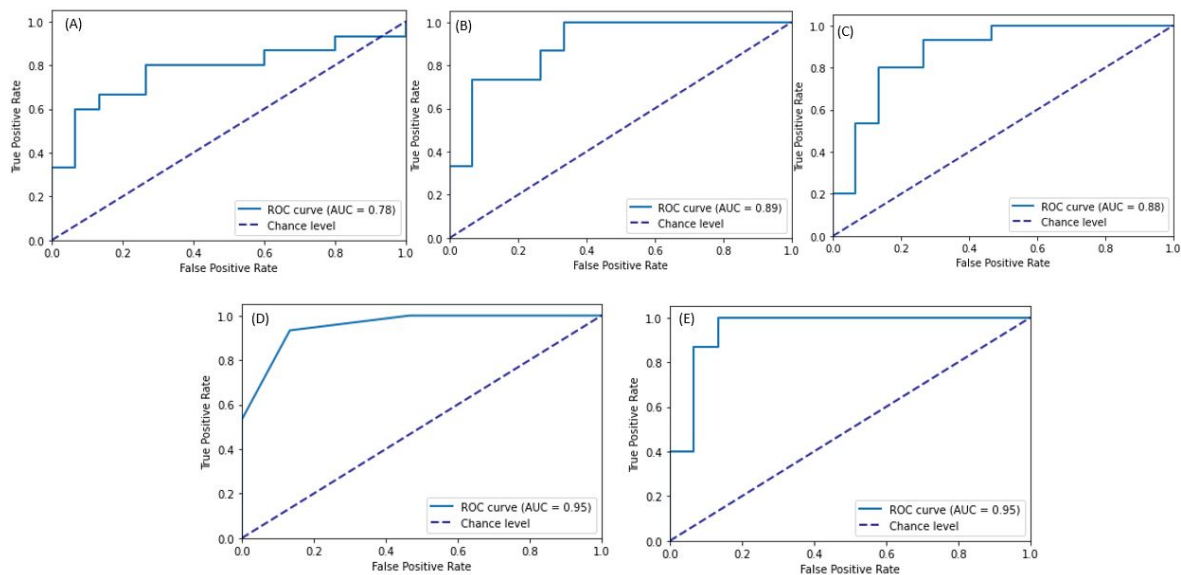 (A)
1.0
0.8
0.6
0.4
0.2
0.0
True Positive Rate
ROC curve (AUC = 0.78)
Chance level
0.0 0.2 0.4 0.6 0.8 1.0
False Positive Rate
(B)
1.0
0.8
0.6
0.4
0.2
0.0
True Positive Rate
ROC curve (AUC = 0.89)
Chance level
0.0 0.2 0.4 0.6 0.8 1.0
False Positive Rate
(C)
1.0
0.8
0.6
0.4
0.2
0.0
True Positive Rate
ROC curve (AUC = 0.88)
Chance level
0.0 0.2 0.4 0.6 0.8 1.0
False Positive Rate
(D)
1.0
0.8
0.6
0.4
0.2
0.0
True Positive Rate
ROC curve (AUC = 0.95)
Chance level
0.0 0.2 0.4 0.6 0.8 1.0
False Positive Rate
(E)
1.0
0.8
0.6
0.4
0.2
0.0
True Positive Rate
ROC curve (AUC = 0.95)
Chance level
0.0 0.2 0.4 0.6 0.8 1.0
False Positive Rate